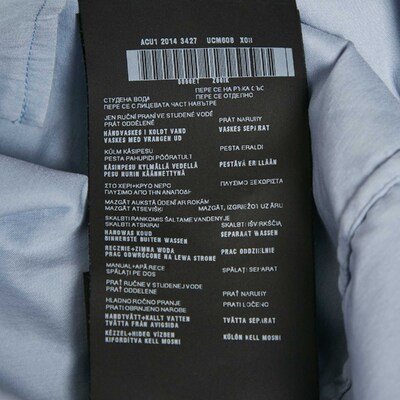 ACU1 2014 3427 UCM608 X0II
СТУДЕНА ВОДА ПЕРЕ СЕ НА РЪКА СЪС
ПЕРЕ СЕ С ЛИЦЕВАТА ЧАСТ НАВЪТРЕ ПЕРЕ СЕ ОТДЕЛНО
JEN RUČNÍ PRANÍ VE STUDENÉ VODĚ PRÁT NARUBY
PRÁT ODDĚLENĚ
HÅNDVASKES I KOLDT VAND VASKES SEPARAT
VASKES MED VRANGEN UD
KÜLM KÄSIPESU PESTA ERALDI
PESTA PAHUPIDI PÖÖRATULT
KÄSINPESU KYLMÄLLÄ VEDELLÄ PESTÄVÄ ERILLÄÄN
PESU NURIN KÄÄNNETTYNÄ
ΣΤΟ ΧΕΡΙ+ΚΡΥΟ ΝΕΡΟ ΠΛΥΣΙΜΟ ΞΕΧΩΡΙΣΤΑ
ΠΛΥΣΙΜΟ ΑΠΟ ΤΗΝ ΑΝΑΠΟΔΗ
MAZGĀT AUKSTĀ ŪDENĪ AR ROKĀM
MAZGĀT ATSEVIŠĶI MAZGĀT, IZGRIEŽOT UZ ĀRU
SKALBTI RANKOMIS ŠALTAME VANDENYJE
SKALBTI ATSKIRAI SKALBTI IŠVIRKŠČIĄ
HANDWAS KOUD SEPARAAT WASSEN
BINNENSTE BUITEN WASSEN
RĘCZNIE+ZIMNA WODA PRAĆ ODDZIELNIE
PRAĆ ODWRÓCONE NA LEWĄ STRONĘ
MANUAL+APĂ RECE SPĂLAȚI SEPARAT
SPĂLAȚI PE DOS
PRAŤ RUČNE V STUDENEJ VODE PRAŤ NARUBY
PRAŤ ODDELENE
HLADNO ROČNO PRANJE PRATI LOČENO
PRATI OBRNJENO NAROBE
HANDTVÄTT+KALLT VATTEN TVÄTTA SEPARAT
TVÄTTA FRÅN AVIGSIDA
KÉZZEL+HIDEG VÍZBEN KÜLÖN KELL MOSNI
KIFORDÍTVA KELL MOSNI